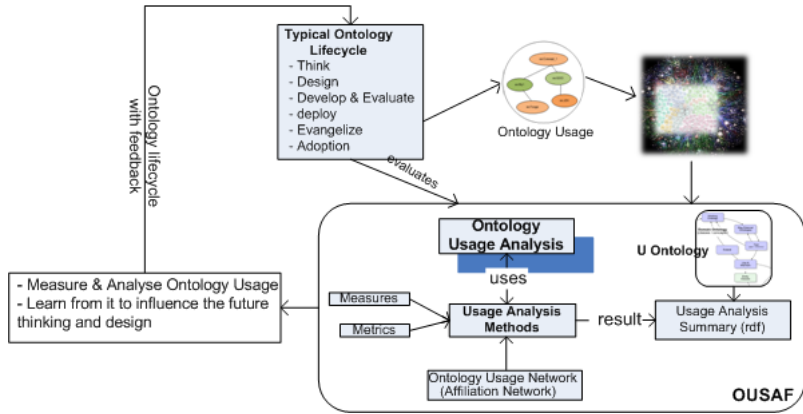 Typical Ontology
Lifecycle
- Think
- Design
- Develop & Evaluate
- deploy
- Evangelize
- Adoption
Ontology Usage
Ontology lifecycle
with feedback
evaluates
Ontology
Usage Analysis
U Ontology
uses
- Measure & Analyse Ontology Usage
- Learn from it to influence the future
thinking and design
Measures
Metrics
Usage Analysis
Methods
result
Usage Analysis
Summary (rdf)
Ontology Usage Network
(Affiliation Network)
OUSAF